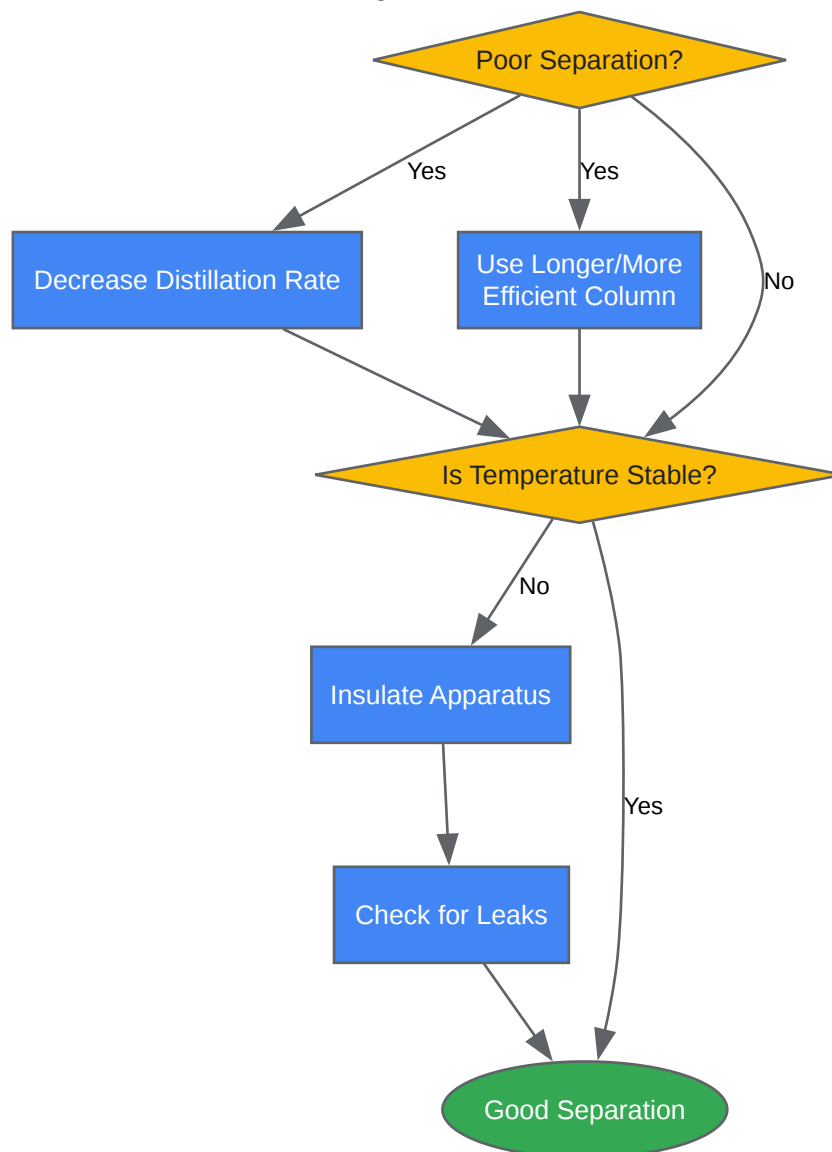 Poor Separation?
Yes
Yes
Decrease Distillation Rate
Use Longer/More
Efficient Column
No
Is Temperature Stable?
No
Insulate Apparatus
Yes
Check for Leaks
Good Separation